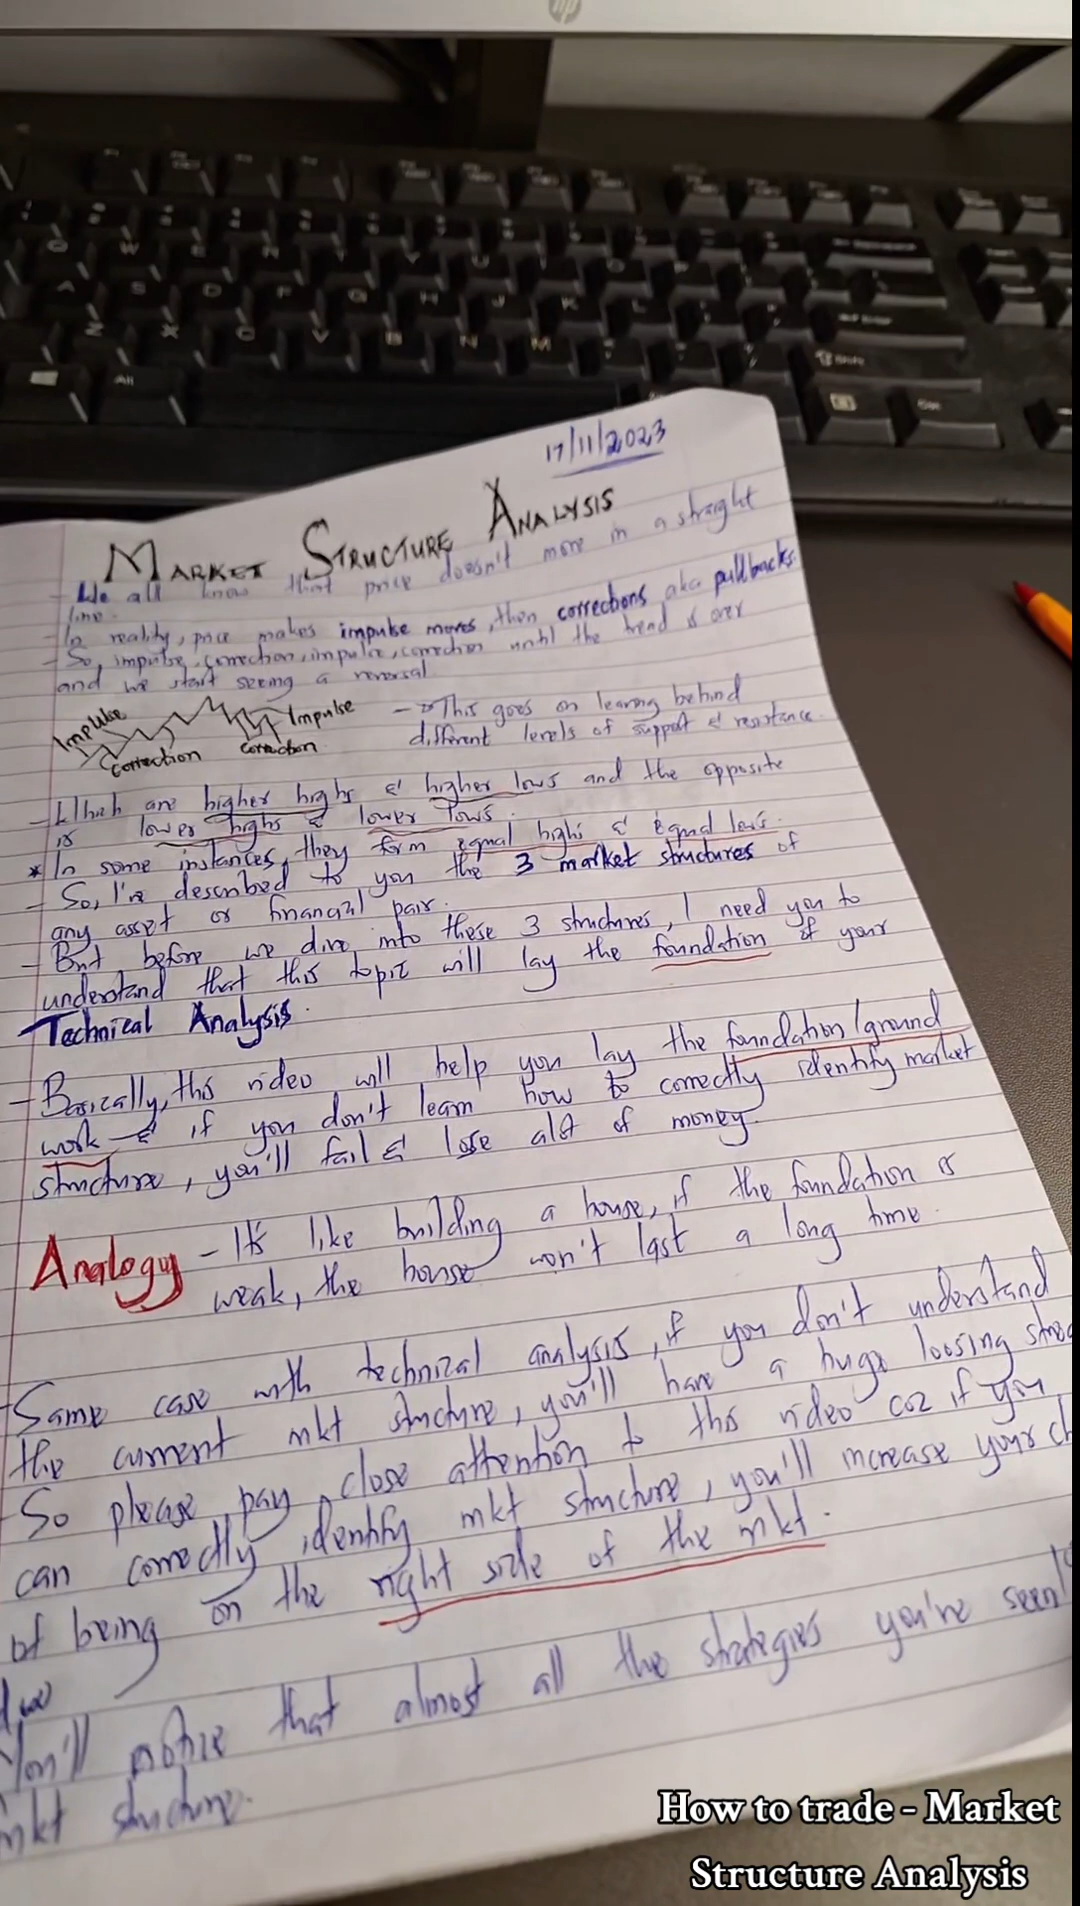 hp
17/11/2023
MARKET STRUCTURE ANALYSIS
- We all know that price doesn't move in a straight
line.
- In reality, price makes impulse moves, then corrections aka pullbacks.
- So, impulse, correction, impulse, correction until the trend is over
and we start seeing a reversal
Impulse
Correction
Impulse
Correction
- This goes on leaving behind
different levels of support & resistance.
- Which are higher highs & higher lows and the opposite
is lower highs & lower lows.
* In some instances, they form equal highs & equal lows.
- So, I've described to you the 3 market structures of
any asset or financial pair.
- But before we dive into these 3 structures, I need you to
understand that this topic will lay the foundation of your
Technical Analysis.
- Basically, this video will help you lay the foundation/ground
work & if you don't learn how to correctly identify market
structure, you'll fail & lose alot of money.
Analogy - It's like building a house, if the foundation is
weak, the house won't last a long time.
Same case with technical analysis, if you don't understand
the current mkt structure, you'll have a huge loosing
So please pay close attention to this video coz if you
can correctly identify mkt structure, you'll increase your
of being on the right side of the mkt.
You'll notice that almost all the strategies you've seen
mkt structure.
How to trade - Market
Structure Analysis